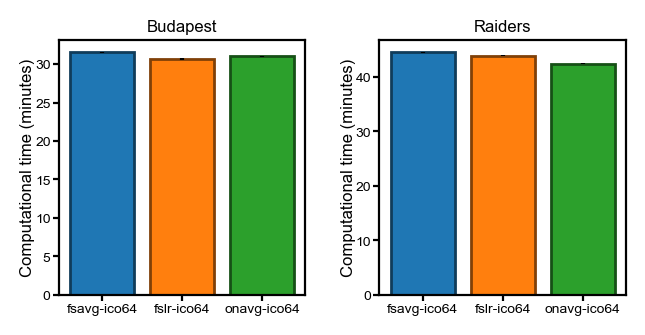 Budapest
Computational time (minutes)
30
25
20
15
10
5
0
fsavg-ico64 fslr-ico64 onavg-ico64
Raiders
Computational time (minutes)
40
30
20
10
0
fsavg-ico64 fslr-ico64 onavg-ico64